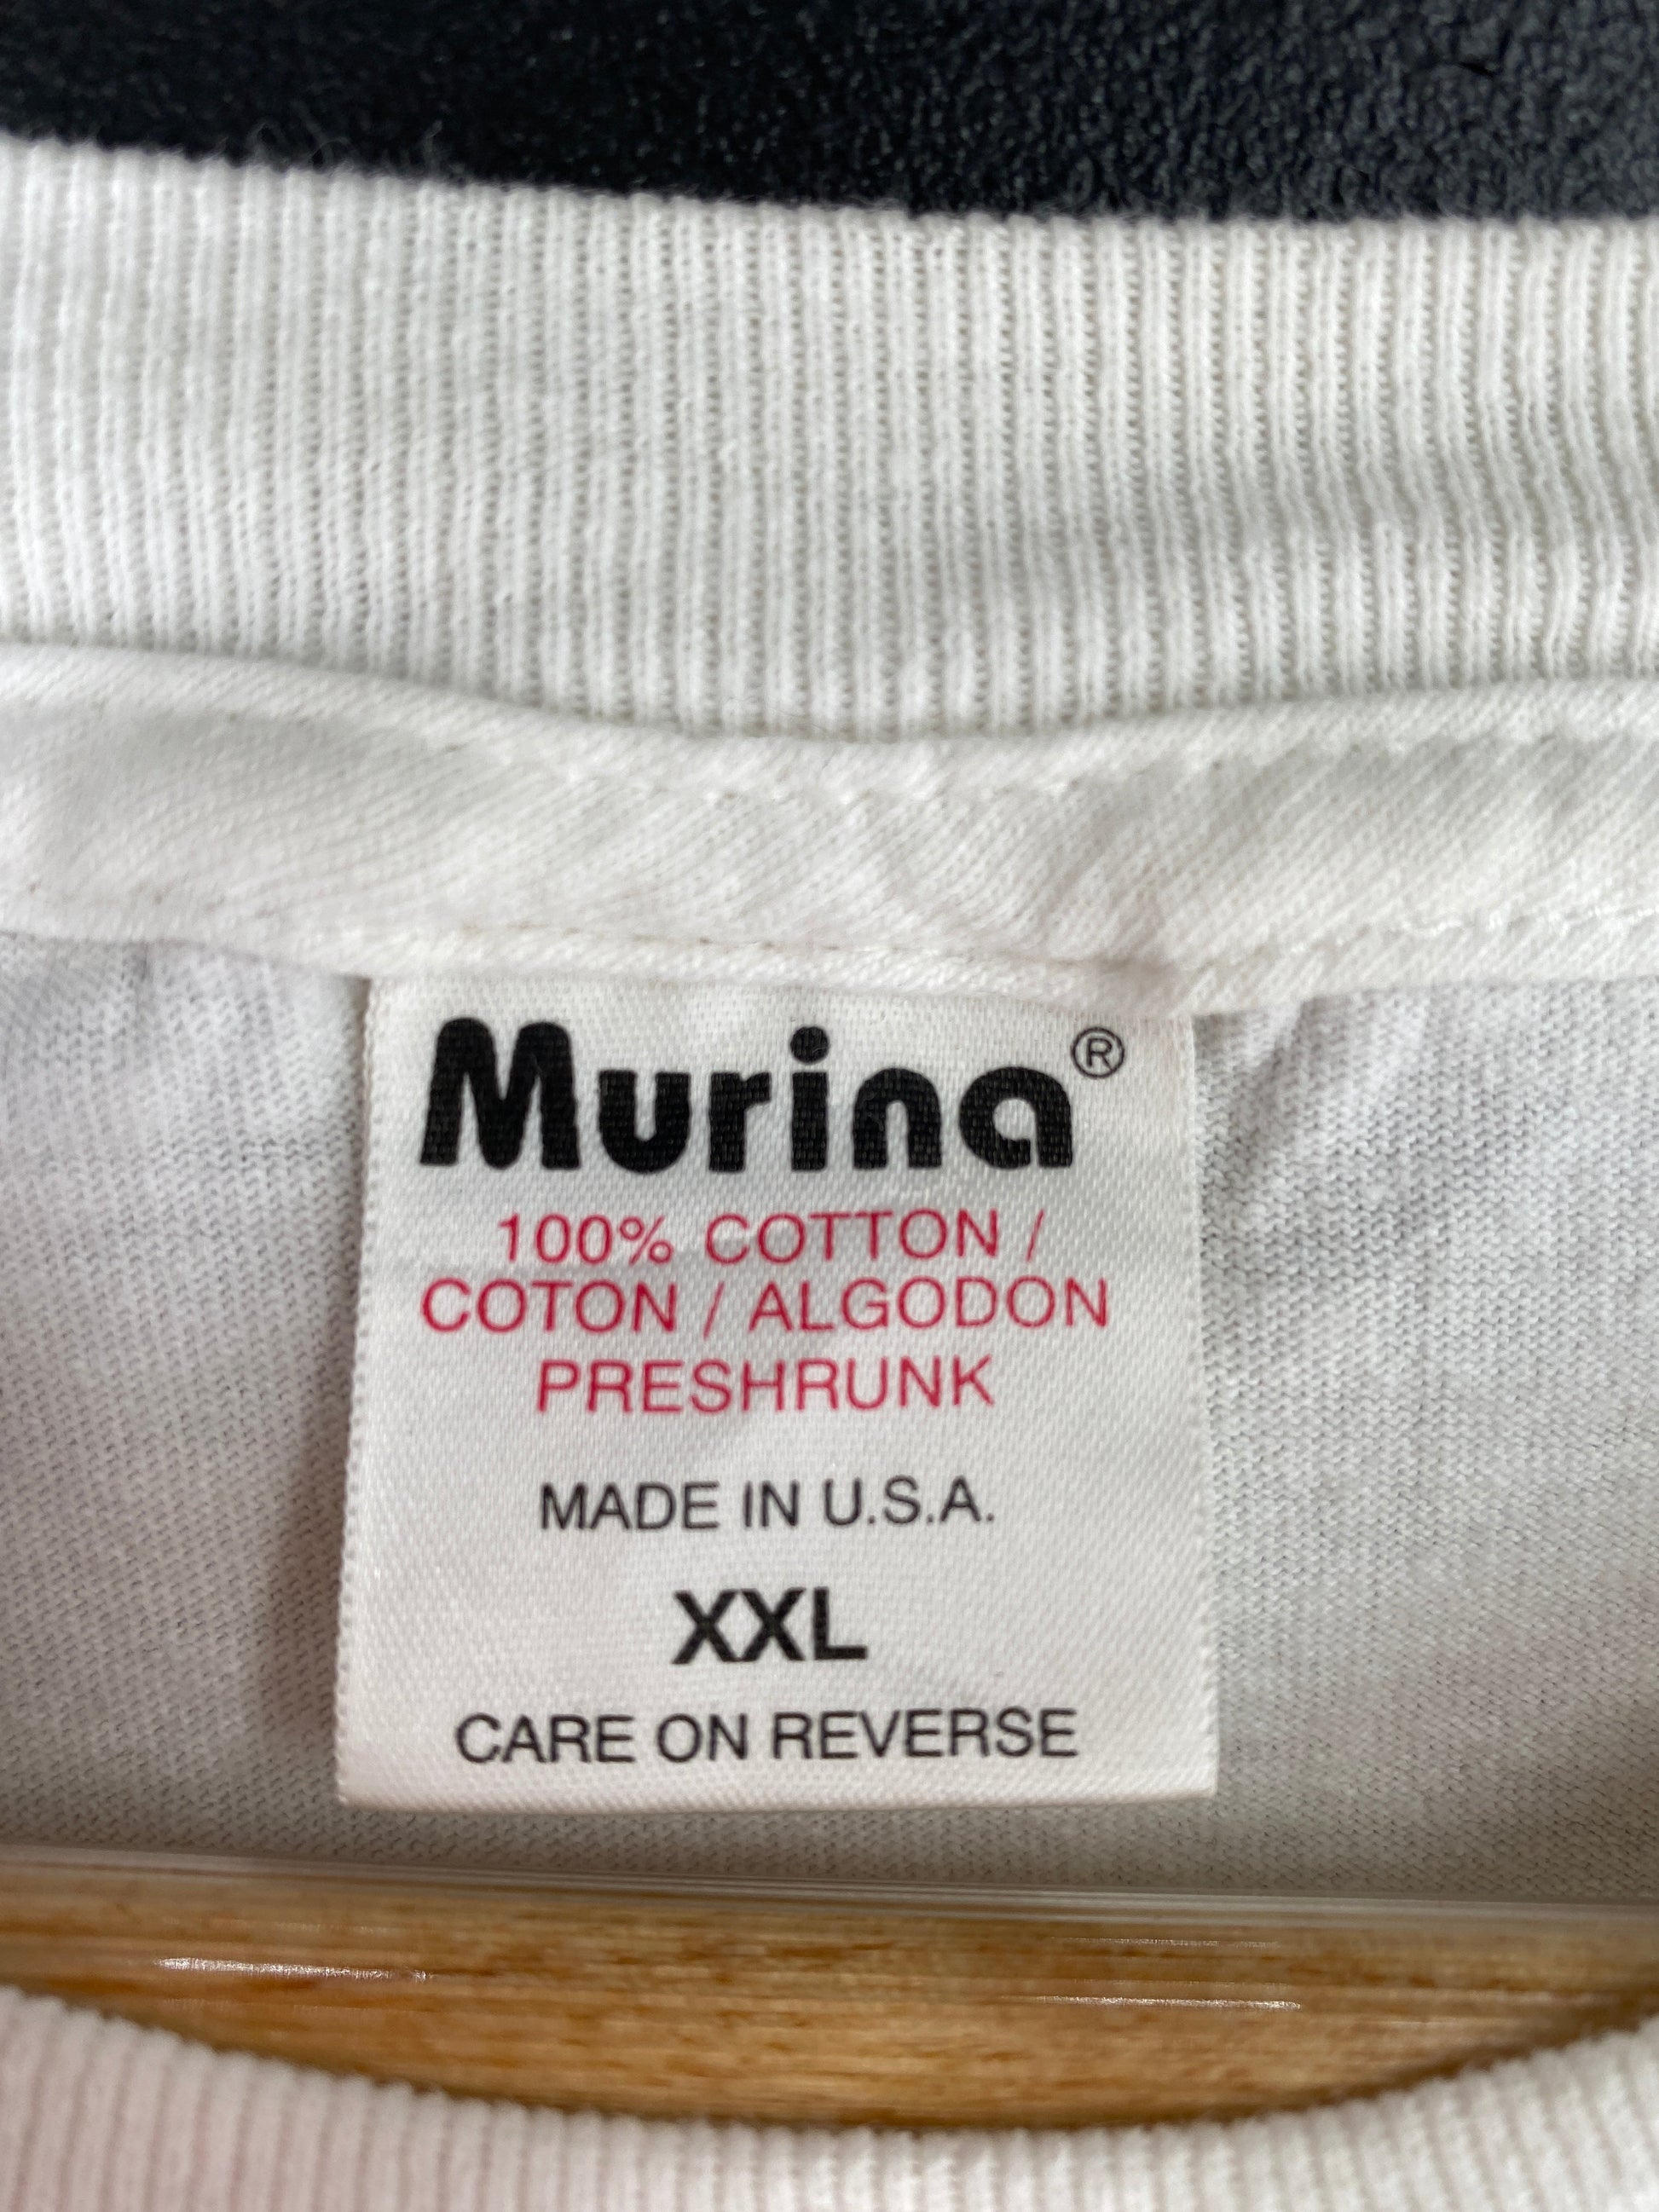 Murina®
100% COTTON /
COTON / ALGODON
PRESHRUNK
MADE IN U.S.A.
XXL
CARE ON REVERSE